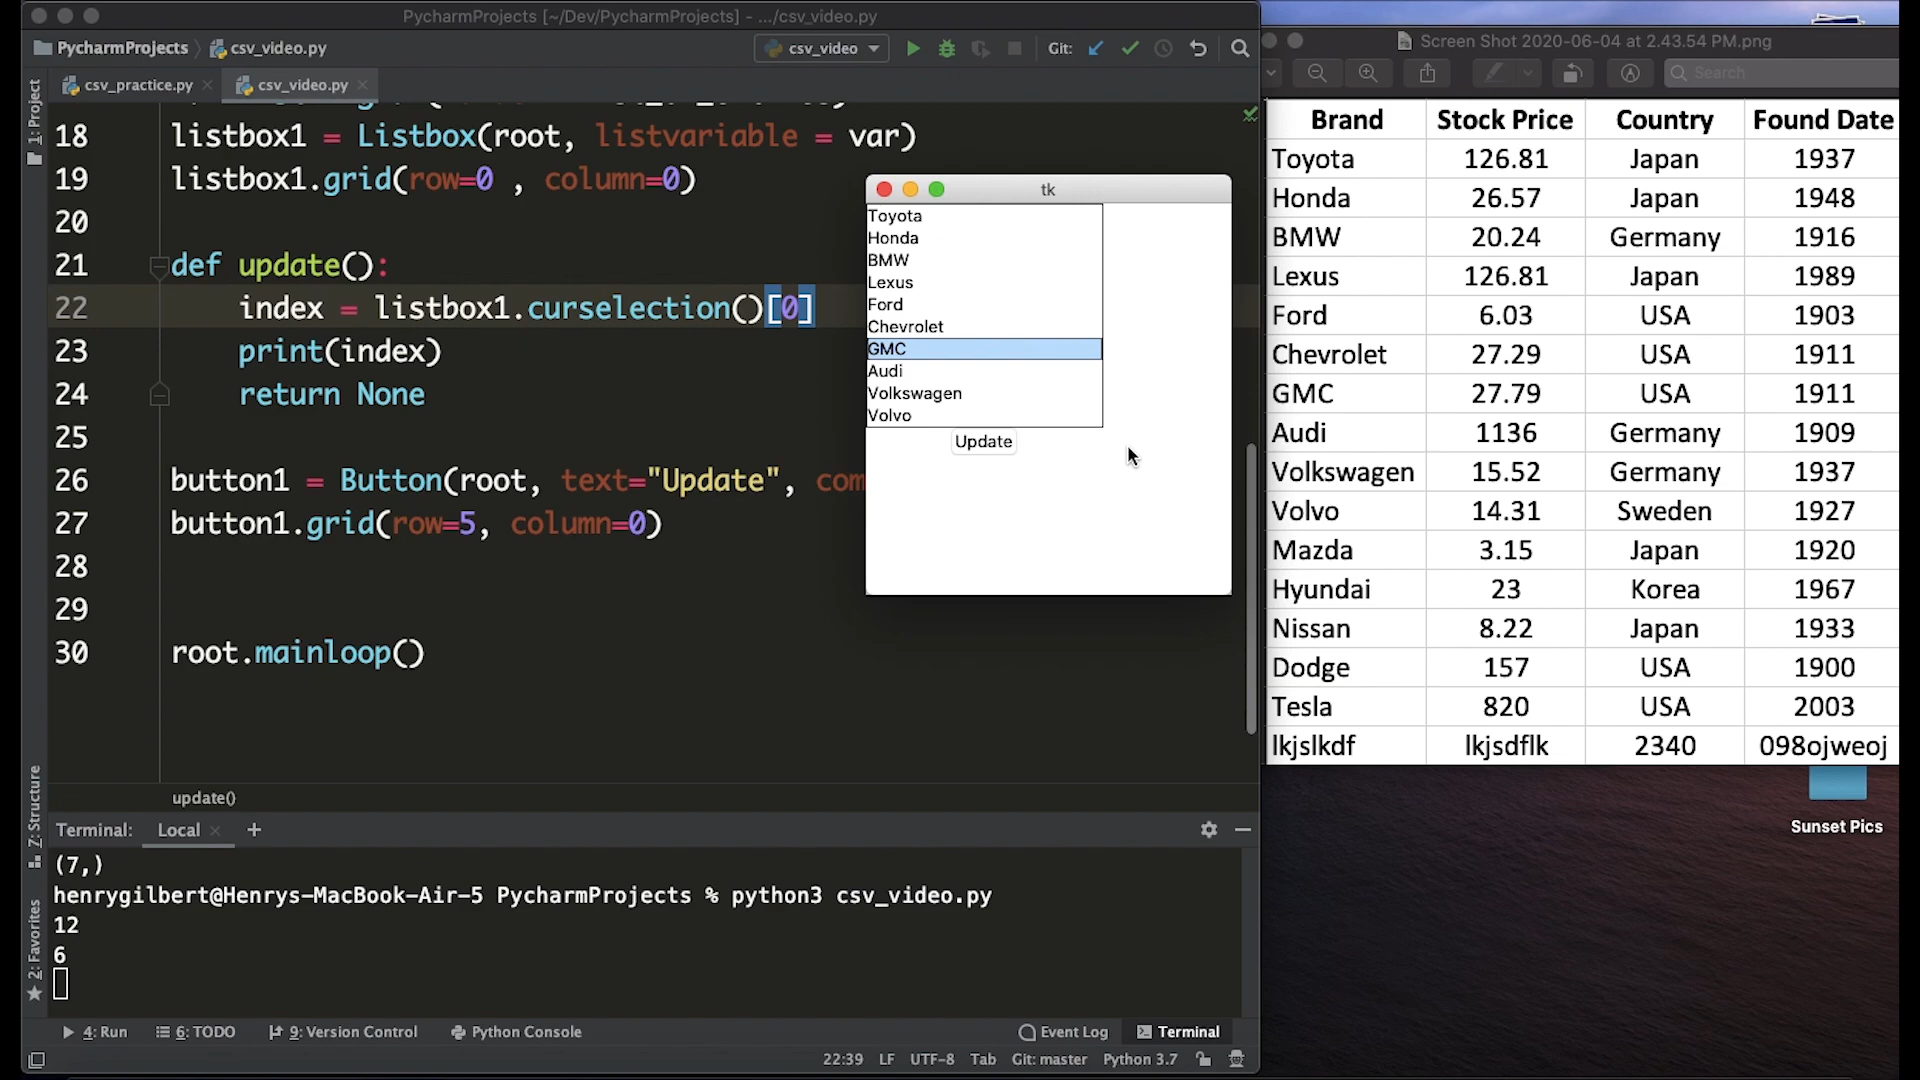 PycharmProjects [~/Dev/PycharmProjects] - .../csv_video.py
PycharmProjects
csv_video.py
csv_video
Git:
csv_practice.py
csv_video.py
1: Project
18 listbox1 = Listbox(root, listvariable = var)
19 listbox1.grid(row=0 , column=0)
20
21 def update():
22 index = listbox1.curselection()[0]
23 print(index)
24 return None
25
26 button1 = Button(root, text="Update", com
27 button1.grid(row=5, column=0)
28
29
30 root.mainloop()
update()
tk
Toyota
Honda
BMW
Lexus
Ford
Chevrolet
GMC
Audi
Volkswagen
Volvo
Update
Z: Structure
2: Favorites
Terminal: Local +
(7,)
henrygilbert@Henrys-MacBook-Air-5 PycharmProjects % python3 csv_video.py
12
6
4: Run 6: TODO 9: Version Control Python Console Event Log Terminal
22:39 LF UTF-8 Tab Git: master Python 3.7
Screen Shot 2020-06-04 at 2.43.54 PM.png
Search
Brand Stock Price Country Found Date
Toyota 126.81 Japan 1937
Honda 26.57 Japan 1948
BMW 20.24 Germany 1916
Lexus 126.81 Japan 1989
Ford 6.03 USA 1903
Chevrolet 27.29 USA 1911
GMC 27.79 USA 1911
Audi 1136 Germany 1909
Volkswagen 15.52 Germany 1937
Volvo 14.31 Sweden 1927
Mazda 3.15 Japan 1920
Hyundai 23 Korea 1967
Nissan 8.22 Japan 1933
Dodge 157 USA 1900
Tesla 820 USA 2003
lkjslkdf lkjsdflk 2340 098ojweoj
Sunset Pics